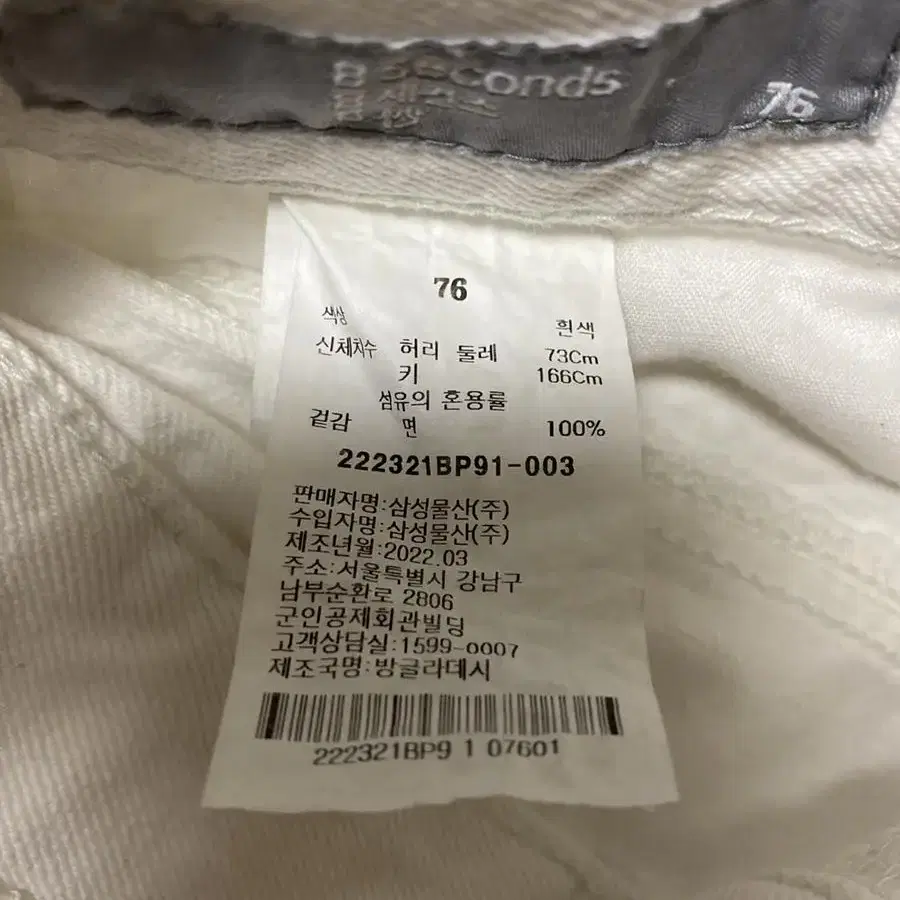 8 seconds
에잇세컨즈
76
76
색상 흰색
신체치수 허리 둘레 73Cm
키 166Cm
섬유의 혼용률
겉감 면 100%
222321BP91-003
판매자명:삼성물산(주)
수입자명:삼성물산(주)
제조년월:2022.03
주소:서울특별시 강남구
남부순환로 2806
군인공제회관빌딩
고객상담실:1599-0007
제조국명:방글라데시
222321BP9 1 07601